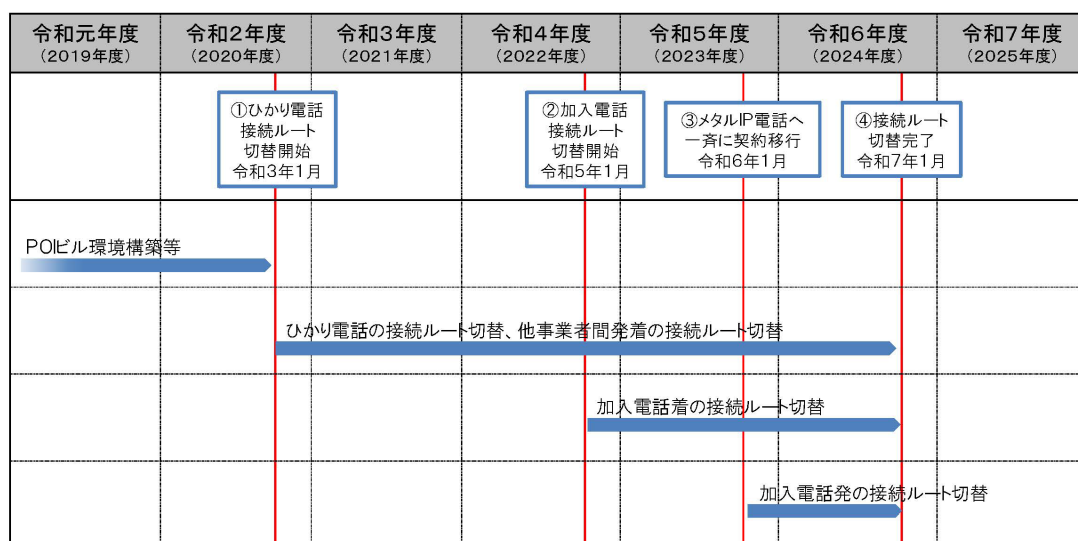 令和元年度
(2019年度)
令和2年度
(2020年度)
令和3年度
(2021年度)
令和4年度
(2022年度)
令和5年度
(2023年度)
令和6年度
(2024年度)
令和7年度
(2025年度)
①ひかり電話
接続ルート
切替開始
令和3年1月
②加入電話
接続ルート
切替開始
令和5年1月
③メタルIP電話へ
一斉に契約移行
令和6年1月
④接続ルート
切替完了
令和7年1月
POIビル環境構築等
ひかり電話の接続ルート切替、他事業者間発着の接続ルート切替
加入電話着の接続ルート切替
加入電話発の接続ルート切替